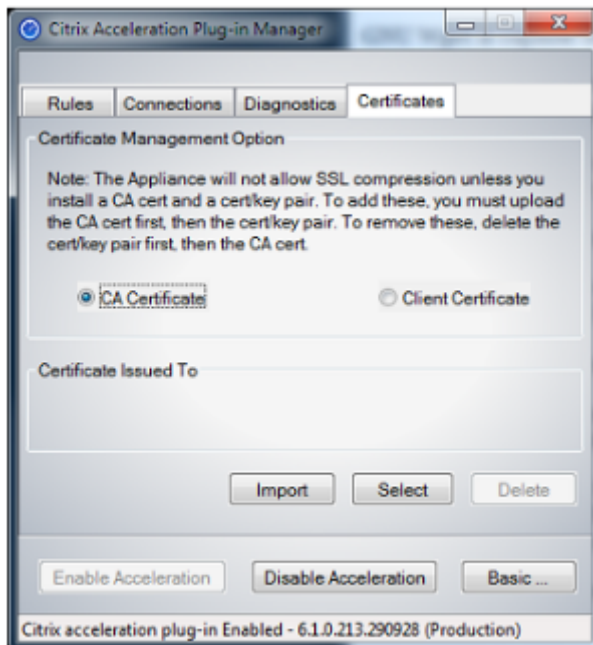 Citrix Acceleration Plug-in Manager
Rules Connections Diagnostics Certificates
Certificate Management Option
Note: The Appliance will not allow SSL compression unless you
install a CA cert and a cert/key pair. To add these, you must upload
the CA cert first, then the cert/key pair. To remove these, delete the
cert/key pair first, then the CA cert.
CA Certificate Client Certificate
Certificate Issued To
Import Select Delete
Enable Acceleration Disable Acceleration Basic ...
Citrix acceleration plug-in Enabled - 6.1.0.213.290928 (Production)